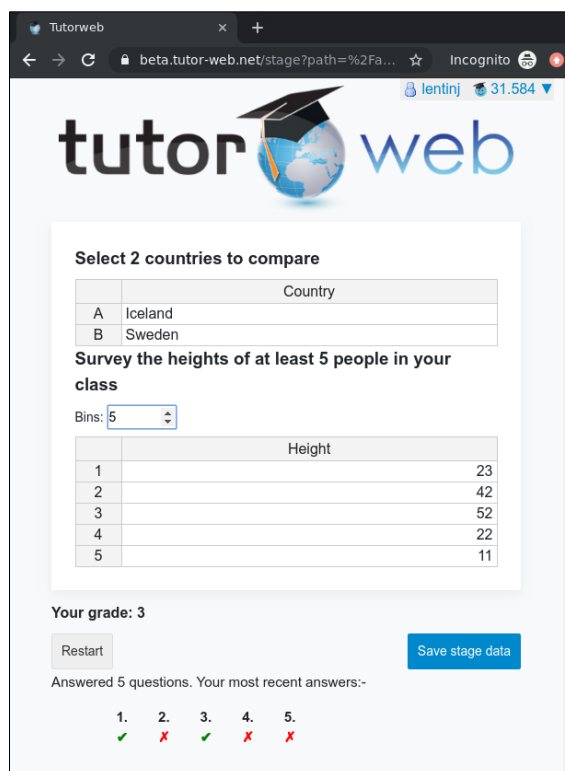 Tutorweb × +
beta.tutor-web.net/stage?path=%2Fa... Incognito
lentinj 31.584 ▼
tutor web
Select 2 countries to compare
Country
A Iceland
B Sweden
Survey the heights of at least 5 people in your
class
Bins: 5
Height
1 23
2 42
3 52
4 22
5 11
Your grade: 3
Restart Save stage data
Answered 5 questions. Your most recent answers:-
1. 2. 3. 4. 5.
✔ ✘ ✔ ✘ ✘